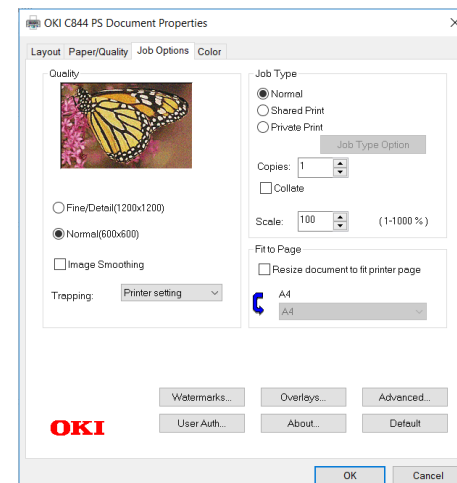 OKI C844 PS Document Properties
Layout Paper/Quality Job Options Color
Quality
Fine/Detail(1200x1200)
Normal(600x600)
Image Smoothing
Trapping: Printer setting
Job Type
Normal
Shared Print
Private Print
Job Type Option
Copies: 1
Collate
Scale: 100 (1-1000 %)
Fit to Page
Resize document to fit printer page
A4
A4
Watermarks... Overlays... Advanced...
OKI User Auth... About... Default
OK Cancel